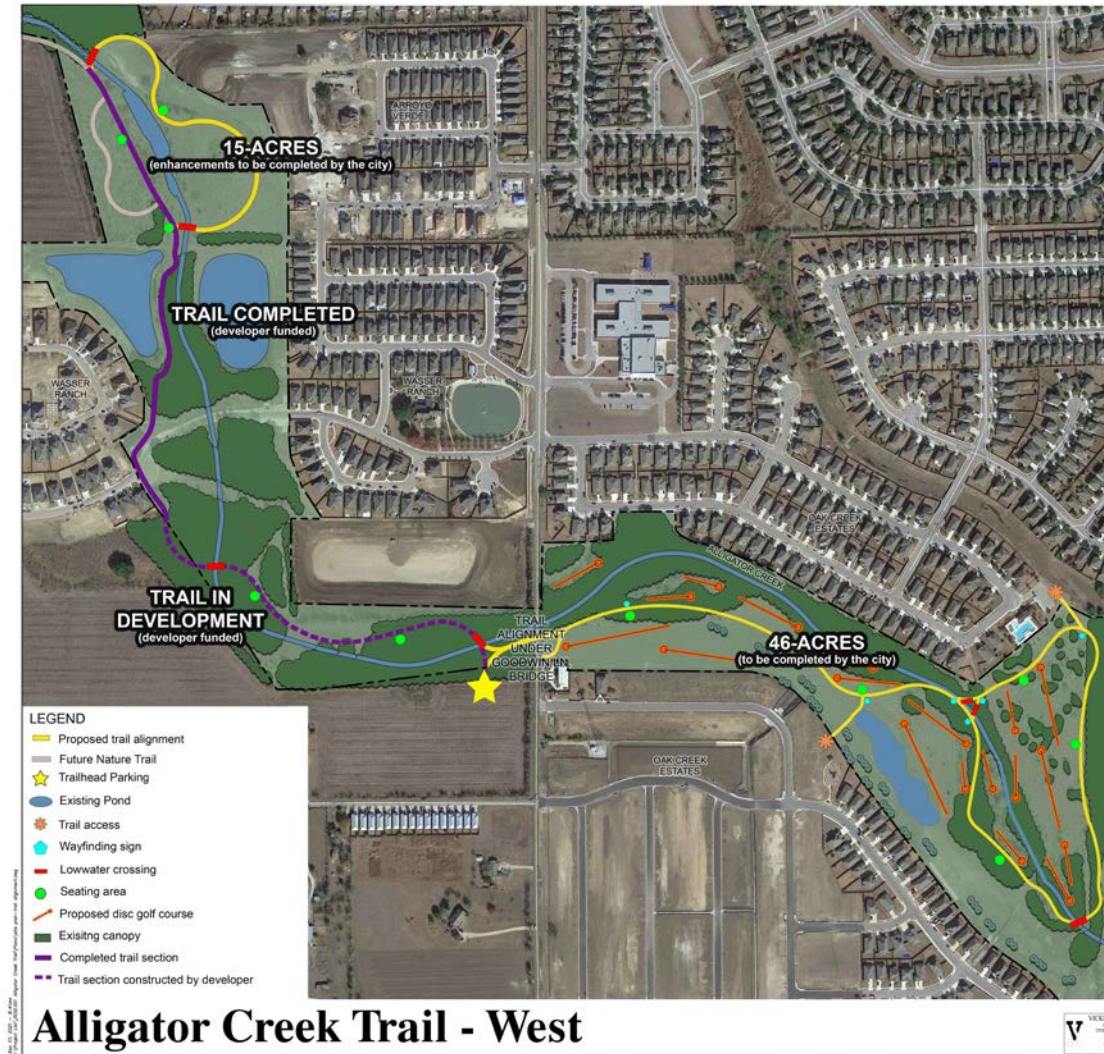 ARROYO
VERDE
15-ACRES
(enhancements to be completed by the city)
TRAIL COMPLETED
(developer funded)
WASSER
RANCH
WASSER
RANCH
OAK CREEK
ESTATES
ALLIGATOR CREEK
TRAIL IN
DEVELOPMENT
(developer funded)
TRAIL
ALIGNMENT
UNDER
GOODWIN LN
BRIDGE
46-ACRES
(to be completed by the city)
OAK CREEK
ESTATES
LEGEND
Proposed trail alignment
Future Nature Trail
Trailhead Parking
Existing Pond
Trail access
Wayfinding sign
Lowwater crossing
Seating area
Proposed disc golf course
Exisitng canopy
Completed trail section
Trail section constructed by developer
Alligator Creek Trail - West